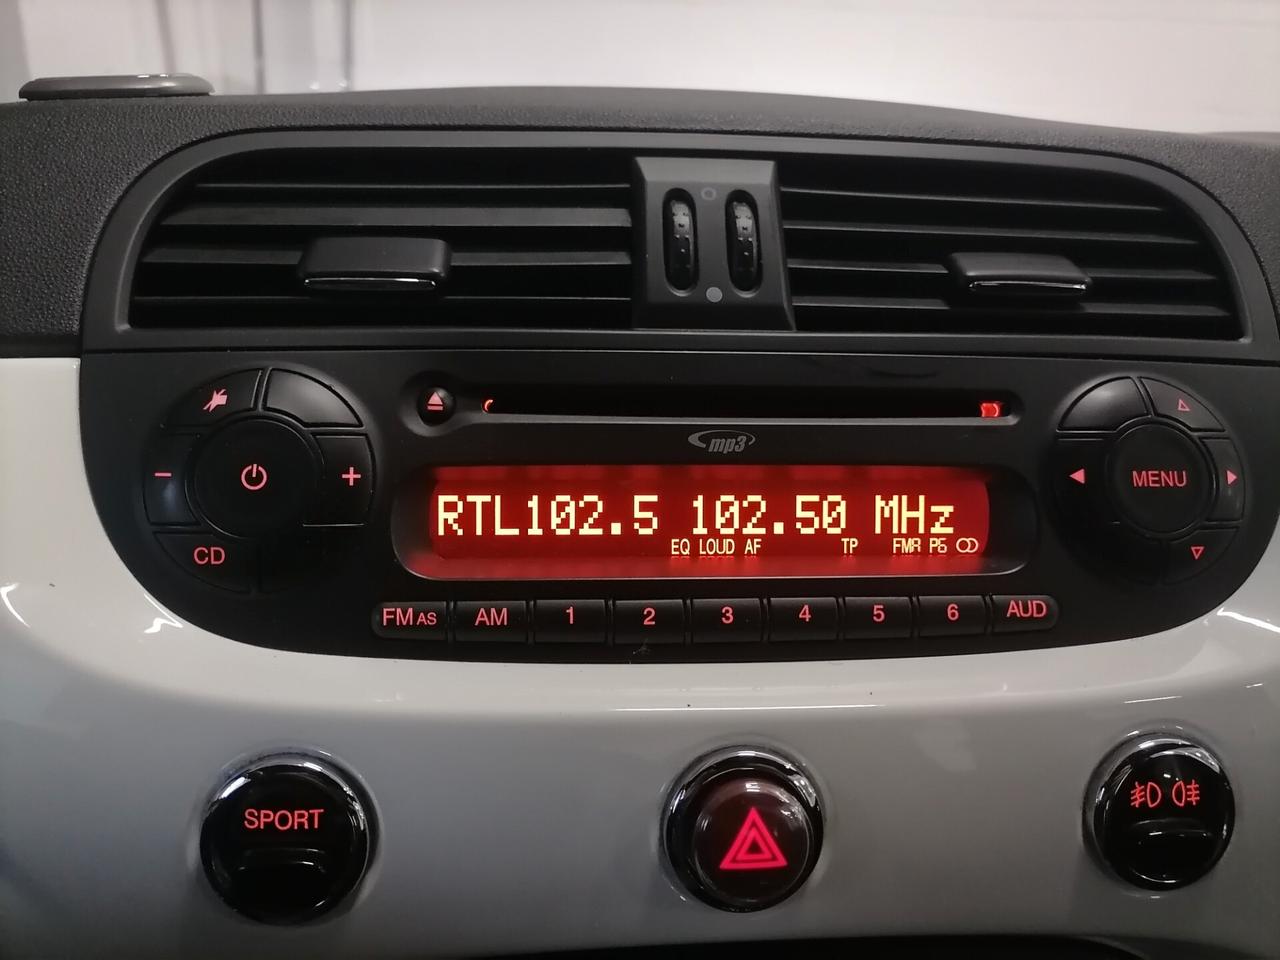 mp3
RTL102.5 102.50 MHz
EQ LOUD AF TP FMA P5
MENU
CD
FM AS AM 1 2 3 4 5 6 AUD
SPORT